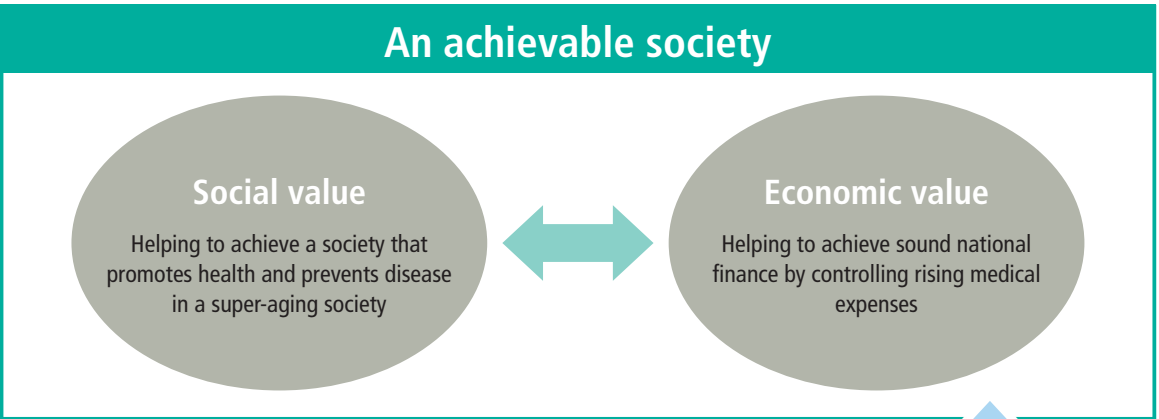 An achievable society
Social value
Helping to achieve a society that
promotes health and prevents disease
in a super-aging society
Economic value
Helping to achieve sound national
finance by controlling rising medical
expenses